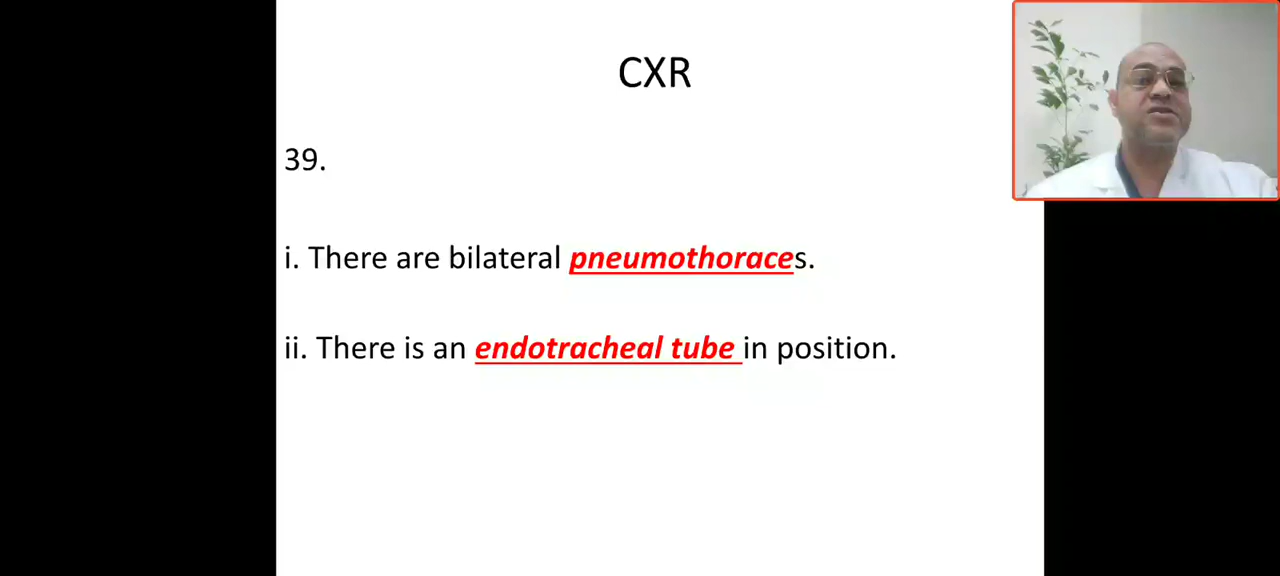 CXR
39.
i. There are bilateral pneumothoraces.
ii. There is an endotracheal tube in position.